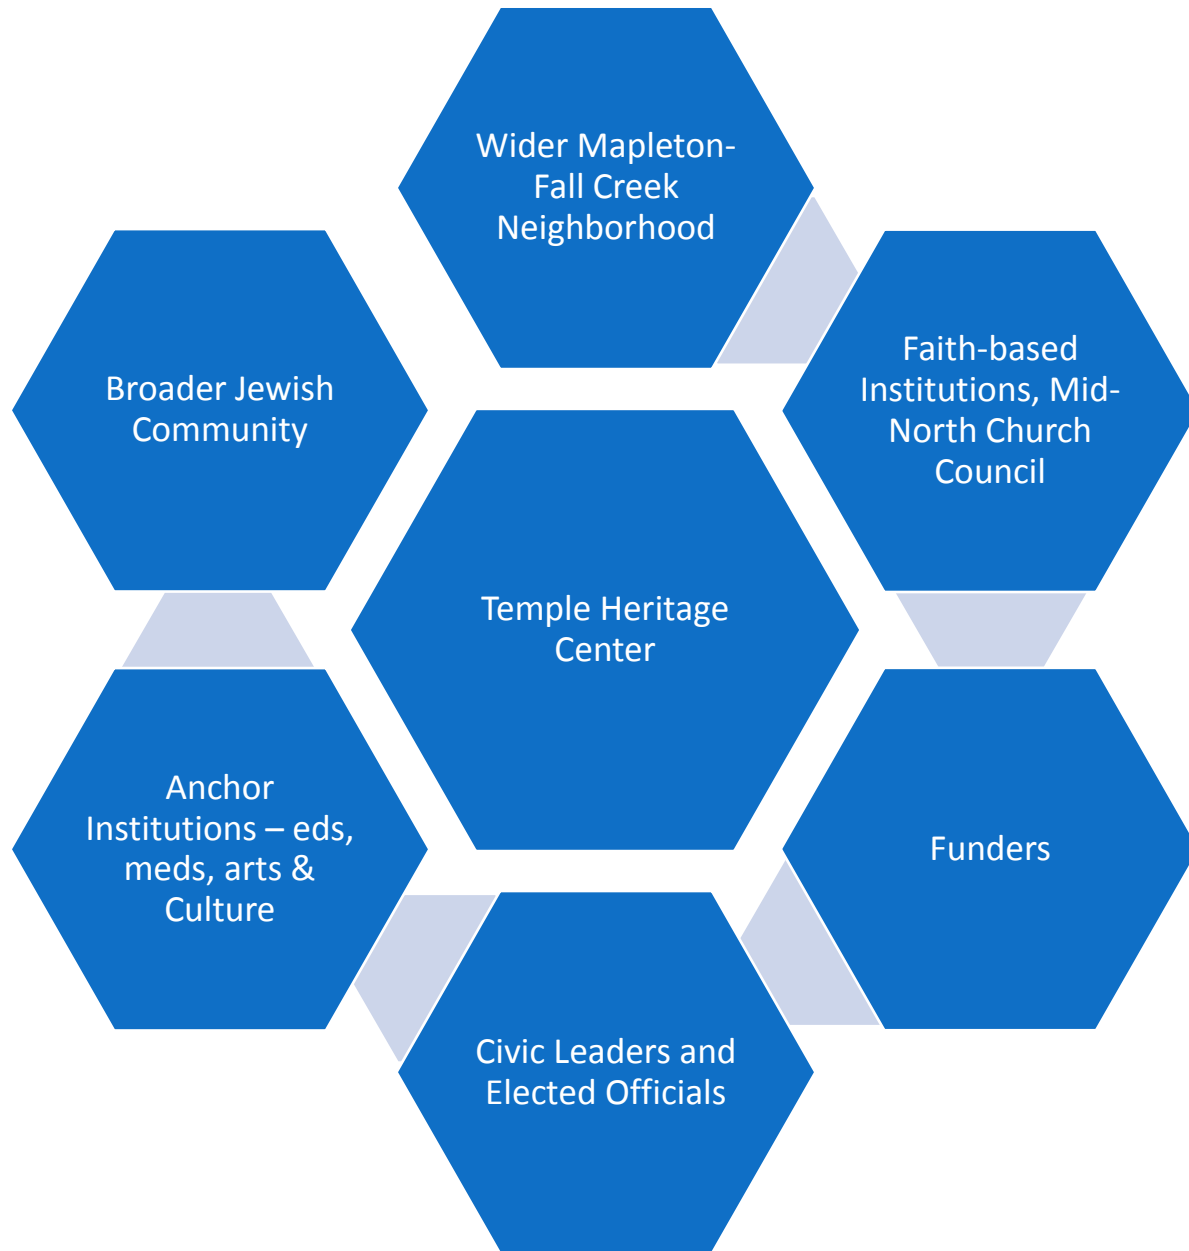 Wider Mapleton-
Fall Creek
Neighborhood
Broader Jewish
Community
Faith-based
Institutions, Mid-
North Church
Council
Temple Heritage
Center
Anchor
Institutions – eds,
meds, arts &
Culture
Funders
Civic Leaders and
Elected Officials